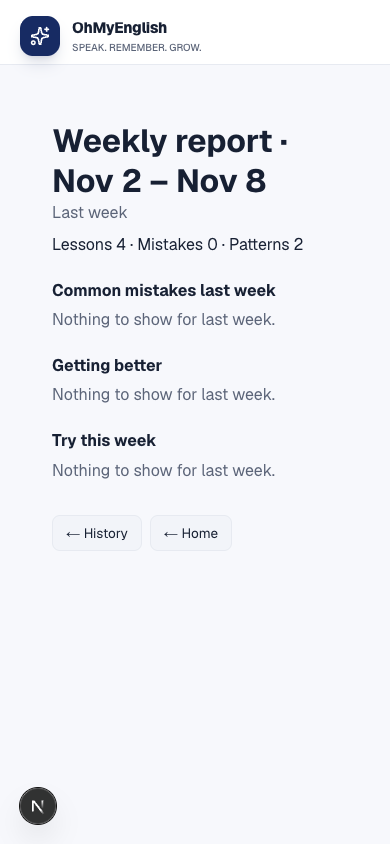 OhMyEnglish
SPEAK. REMEMBER. GROW.
Weekly report ·
Nov 2 – Nov 8
Last week
Lessons 4 · Mistakes 0 · Patterns 2
Common mistakes last week
Nothing to show for last week.
Getting better
Nothing to show for last week.
Try this week
Nothing to show for last week.
← History
← Home
N